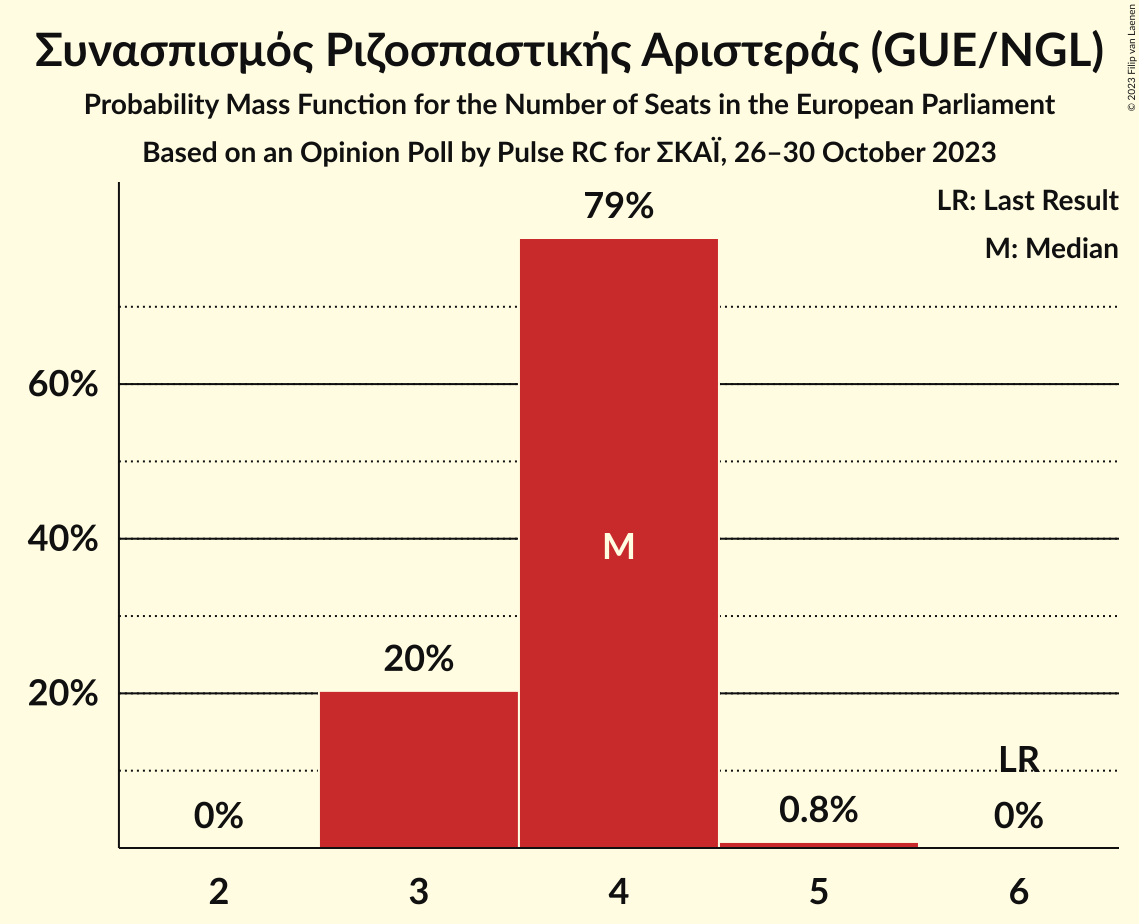 Συνασπισμός Ριζοσπαστικής Αριστεράς (GUE/NGL)
Probability Mass Function for the Number of Seats in the European Parliament
Based on an Opinion Poll by Pulse RC for ΣΚΑΪ, 26–30 October 2023
© 2023 Filip van Laenen
LR: Last Result
M: Median
79%
60%
40%
M
20%
20%
LR
0%
0.8%
0%
2 3 4 5 6